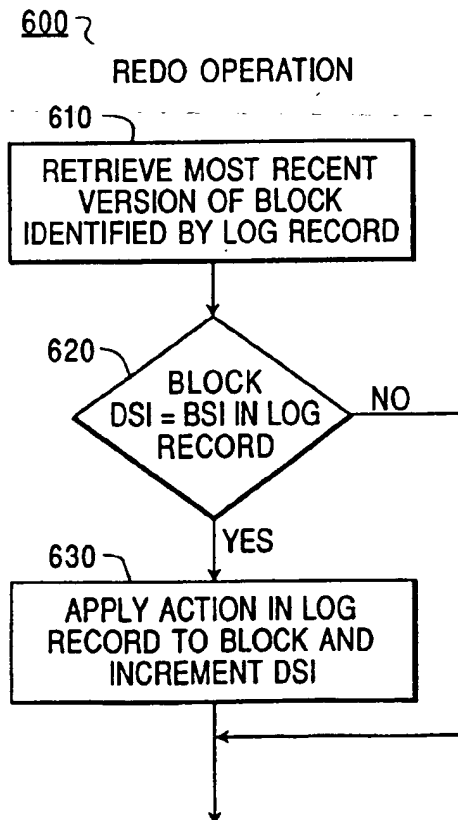 600
REDO OPERATION
610
RETRIEVE MOST RECENT
VERSION OF BLOCK
IDENTIFIED BY LOG RECORD
620
BLOCK
DSI = BSI IN LOG
RECORD
NO
YES
630
APPLY ACTION IN LOG
RECORD TO BLOCK AND
INCREMENT DSI